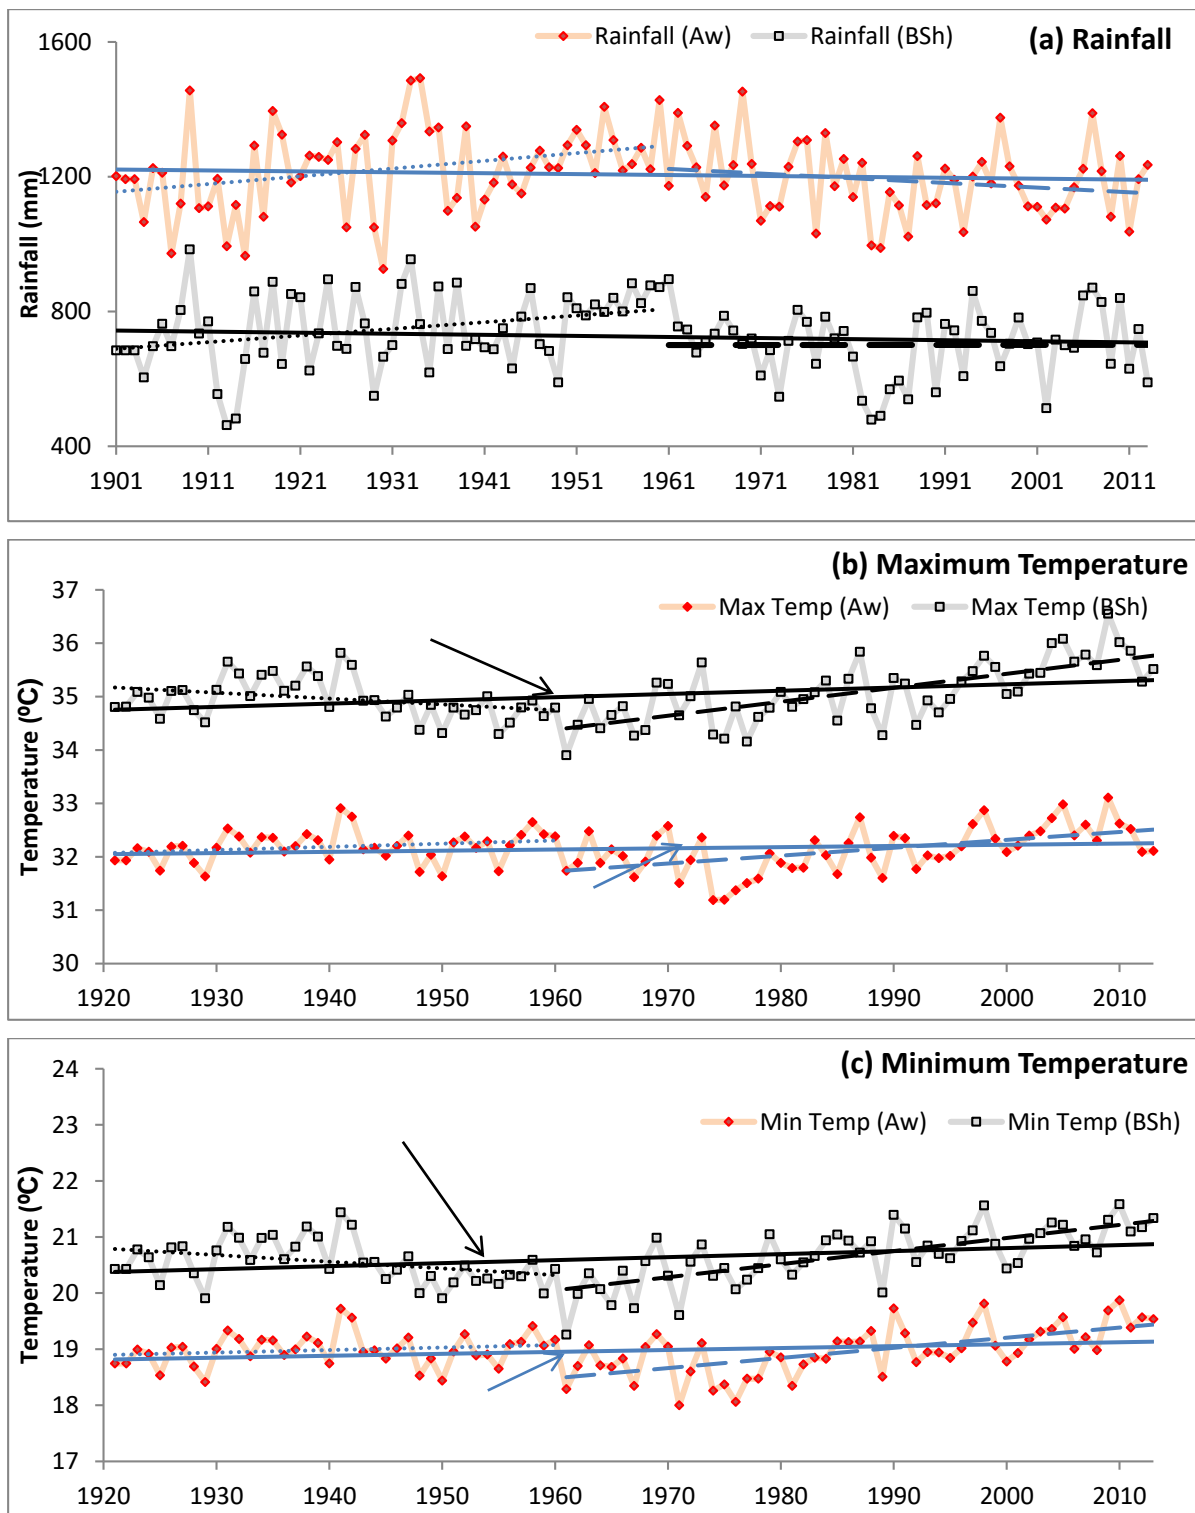 Rainfall (Aw) Rainfall (BSh) (a) Rainfall
1600
1200
800
400
Rainfall (mm)
1901 1911 1921 1931 1941 1951 1961 1971 1981 1991 2001 2011
(b) Maximum Temperature
Max Temp (Aw) Max Temp (BSh)
37
36
35
34
33
32
31
30
Temperature (⁰C)
1920 1930 1940 1950 1960 1970 1980 1990 2000 2010
(c) Minimum Temperature
Min Temp (Aw) Min Temp (BSh)
24
23
22
21
20
19
18
17
Temperature (⁰C)
1920 1930 1940 1950 1960 1970 1980 1990 2000 2010